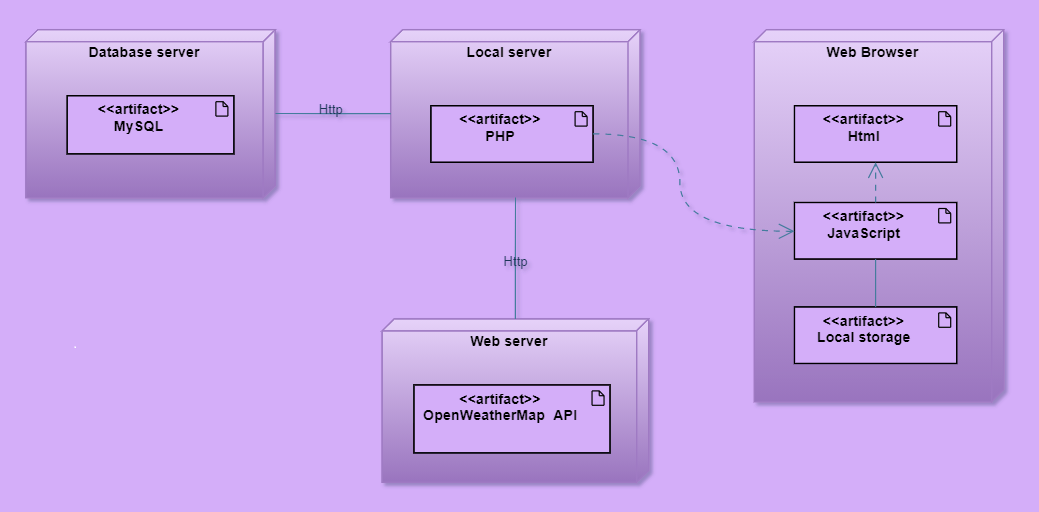 Database server
<<artifact>>
MySQL
Http
Local server
<<artifact>>
PHP
Http
Web server
<<artifact>>
OpenWeatherMap API
Web Browser
<<artifact>>
Html
<<artifact>>
JavaScript
<<artifact>>
Local storage